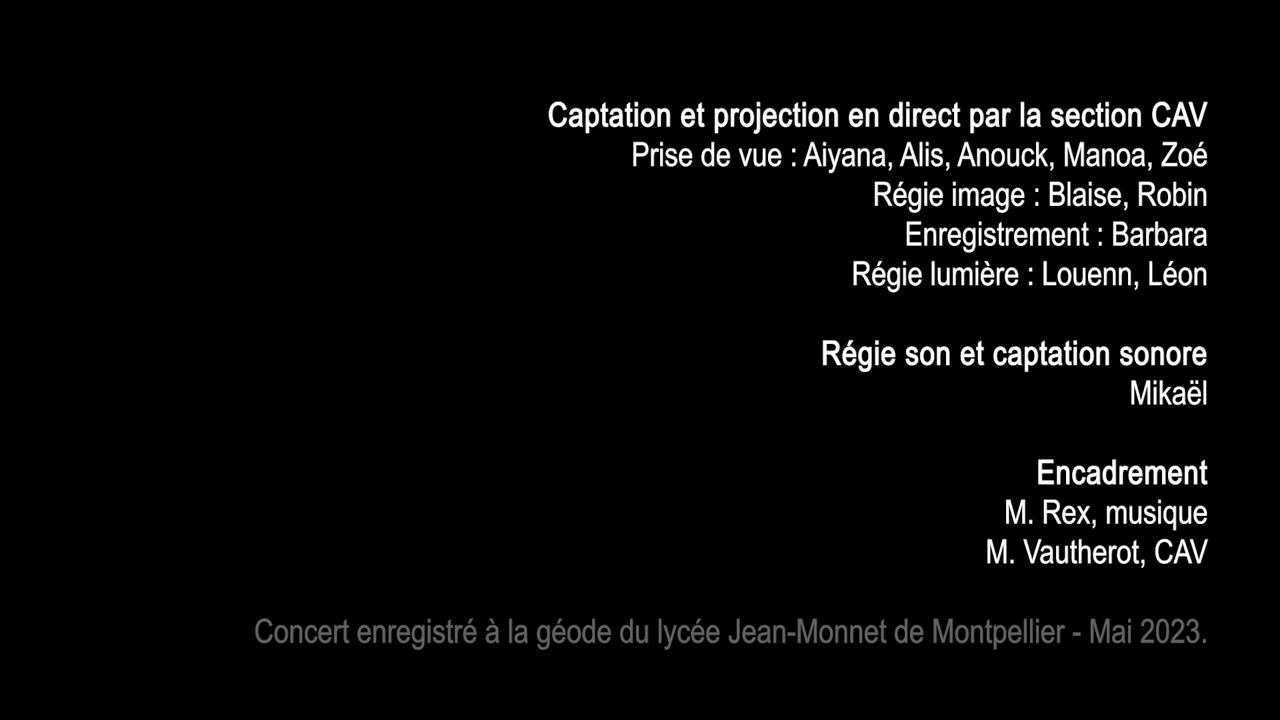 Captation et projection en direct par la section CAV
Prise de vue : Aiyana, Alis, Anouck, Manoa, Zoé
Régie image : Blaise, Robin
Enregistrement : Barbara
Régie lumière : Louenn, Léon
Régie son et captation sonore
Mikaël
Encadrement
M. Rex, musique
M. Vautherot, CAV
Concert enregistré à la géode du lycée Jean-Monnet de Montpellier - Mai 2023.